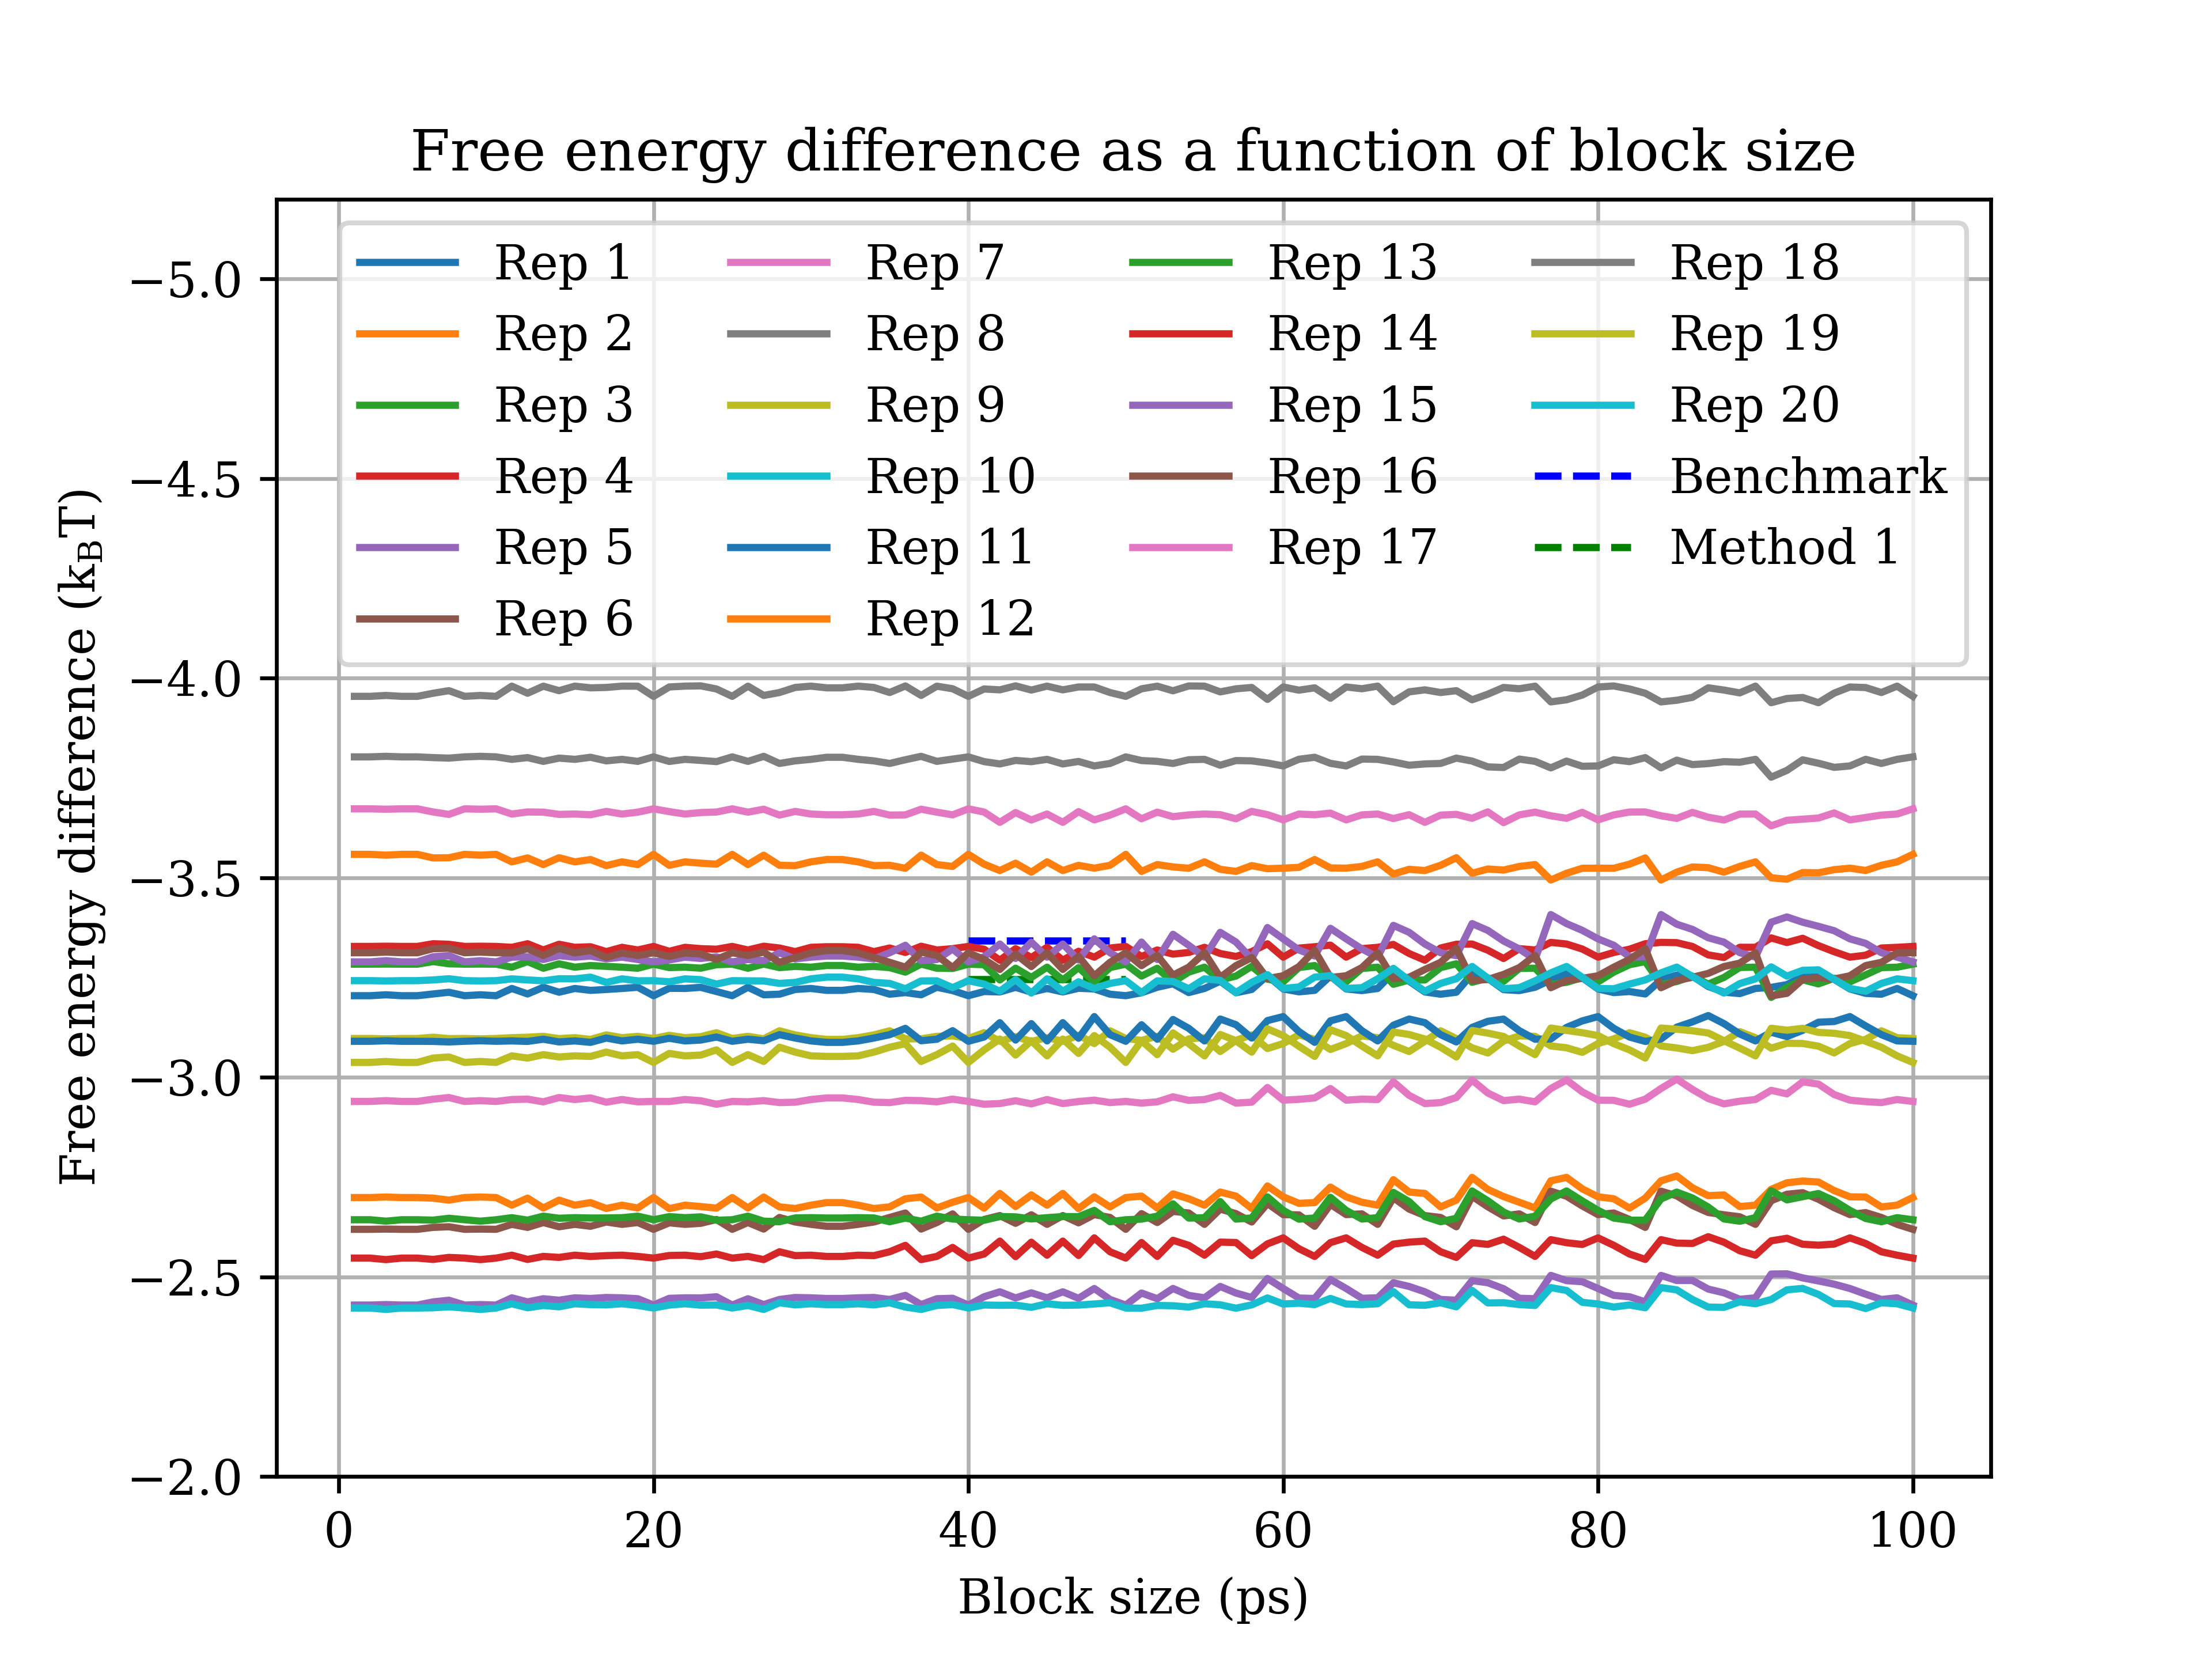 Free energy difference as a function of block size
Free energy difference (kBT)
−5.0
−4.5
−4.0
−3.5
−3.0
−2.5
−2.0
Rep 1
Rep 2
Rep 3
Rep 4
Rep 5
Rep 6
Rep 7
Rep 8
Rep 9
Rep 10
Rep 11
Rep 12
Rep 13
Rep 14
Rep 15
Rep 16
Rep 17
Rep 18
Rep 19
Rep 20
Benchmark
Method 1
0 20 40 60 80 100
Block size (ps)